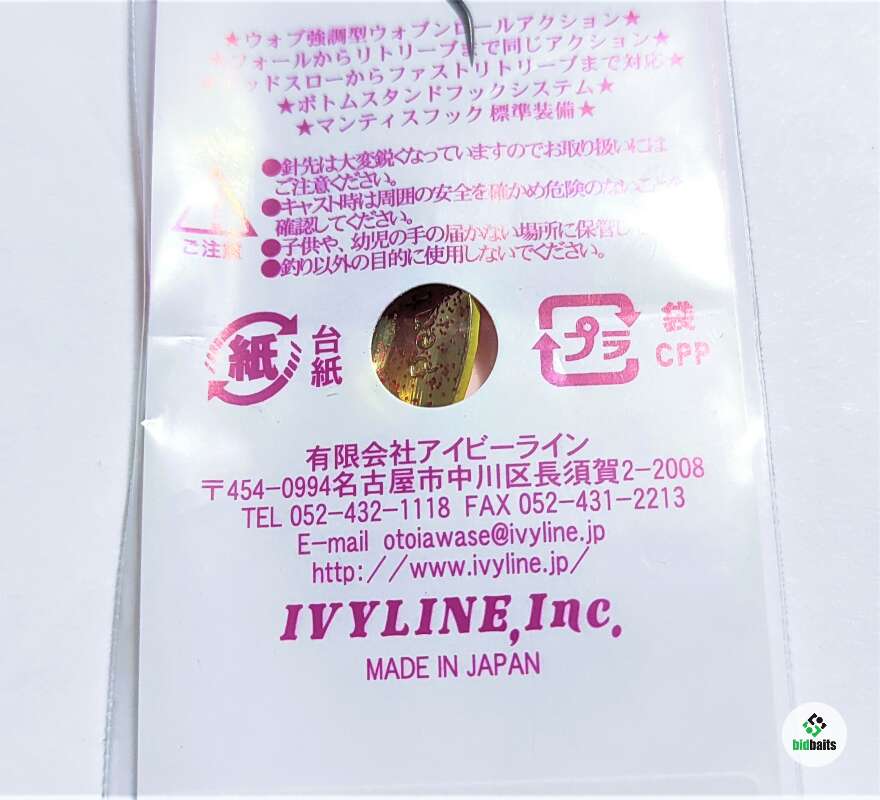 ★ウォブ強調型ウォブンロールアクション★
フォールからリトリーブまで同じアクション★
ッドスローからファストリトリーブまで対応★
★ボトムスタンドフックシステム★
★マンティスフック 標準装備★
●針先は大変鋭くなっていますのでお取り扱いには
ご注意ください。
●キャスト時は周囲の安全を確かめ危険のないことを
確認してください。
●子供や、幼児の手の届かない場所に保管し
●釣り以外の目的に使用しないでください。
ご注意
紙
台紙
プラ
袋
CPP
有限会社アイビーライン
〒454-0994名古屋市中川区長須賀2-2008
TEL 052-432-1118 FAX 052-431-2213
E-mail otoiawase@ivyline.jp
http://www.ivyline.jp/
IVYLINE,Inc.
MADE IN JAPAN
bidbaits